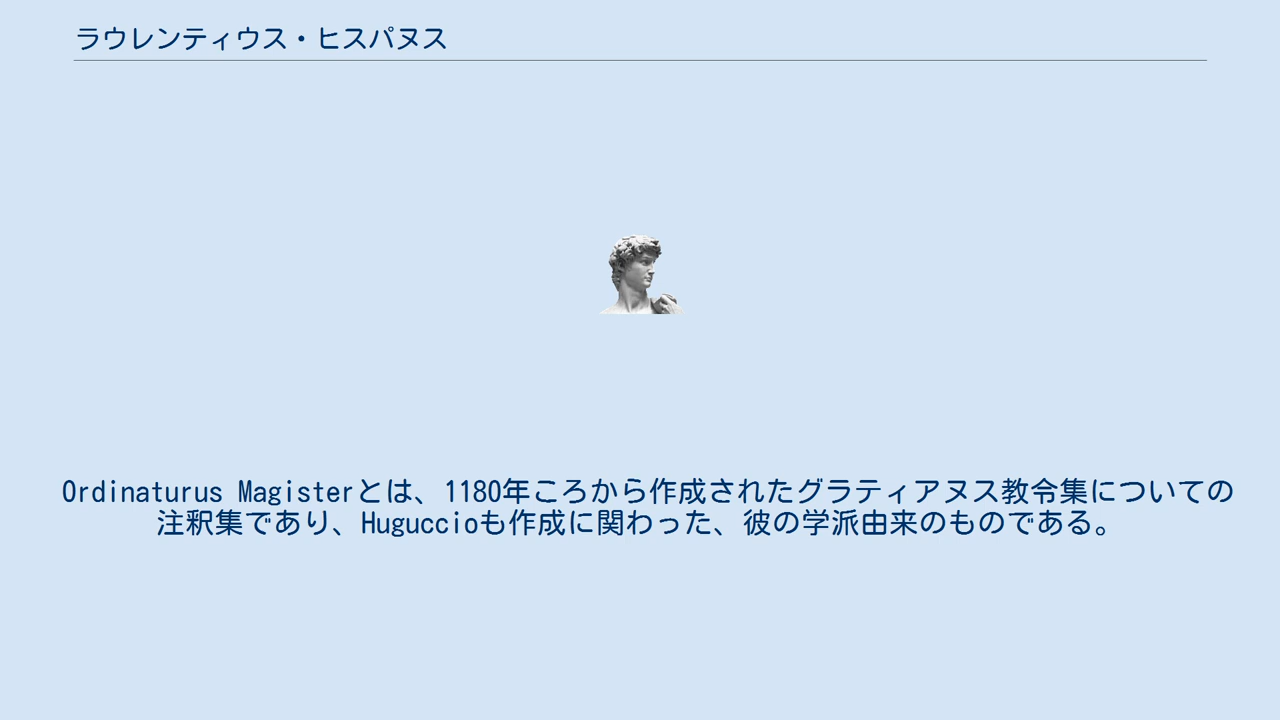 ラウレンティウス・ヒスパヌス
Ordinaturus Magisterとは、1180年ころから作成されたグラティアヌス教令集についての
注釈集であり、Huguccioも作成に関わった、彼の学派由来のものである。